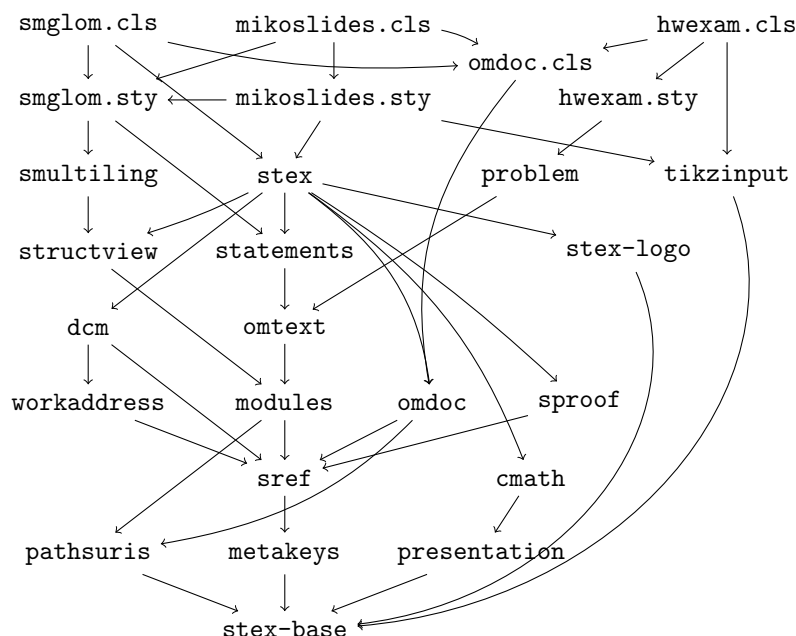 smglom.cls mikoslides.cls hwexam.cls
omdoc.cls
smglom.sty mikoslides.sty hwexam.sty
smultiling stex problem tikzinput
structview statements stex-logo
dcm omtext
workaddress modules omdoc sproof
sref cmath
pathsuris metakeys presentation
stex-base